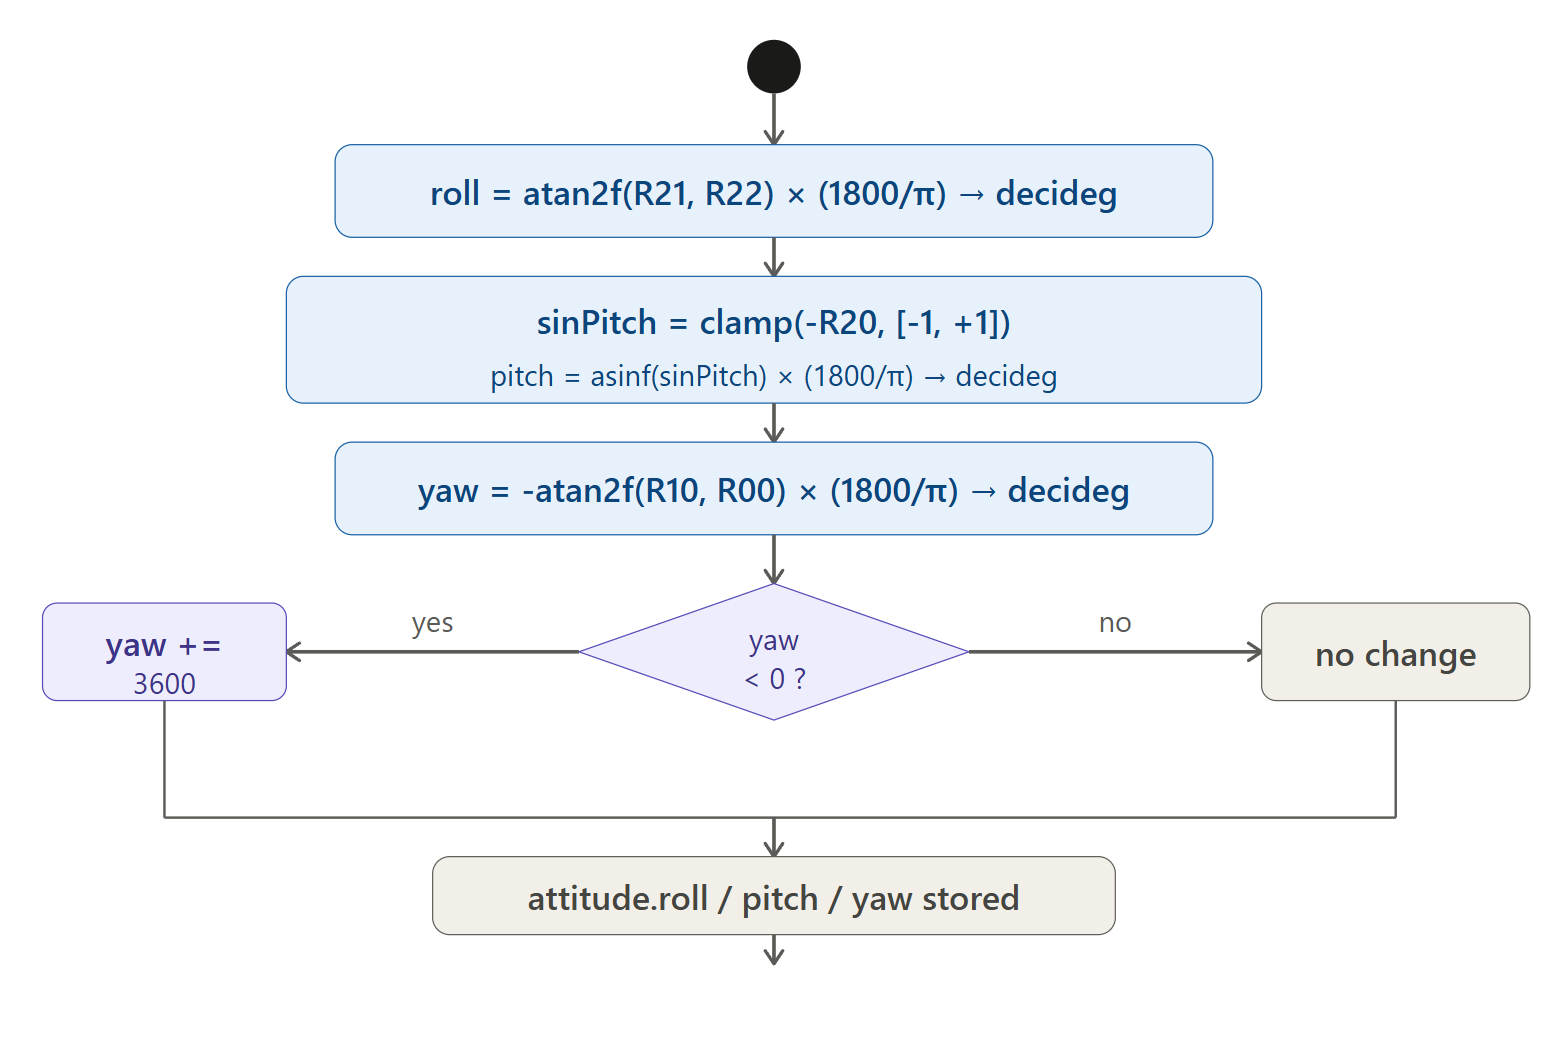 roll = atan2f(R21, R22) × (1800/π) → decideg
sinPitch = clamp(-R20, [-1, +1])
pitch = asinf(sinPitch) × (1800/π) → decideg
yaw = -atan2f(R10, R00) × (1800/π) → decideg
yes
no
yaw +=
3600
yaw
< 0 ?
no change
attitude.roll / pitch / yaw stored